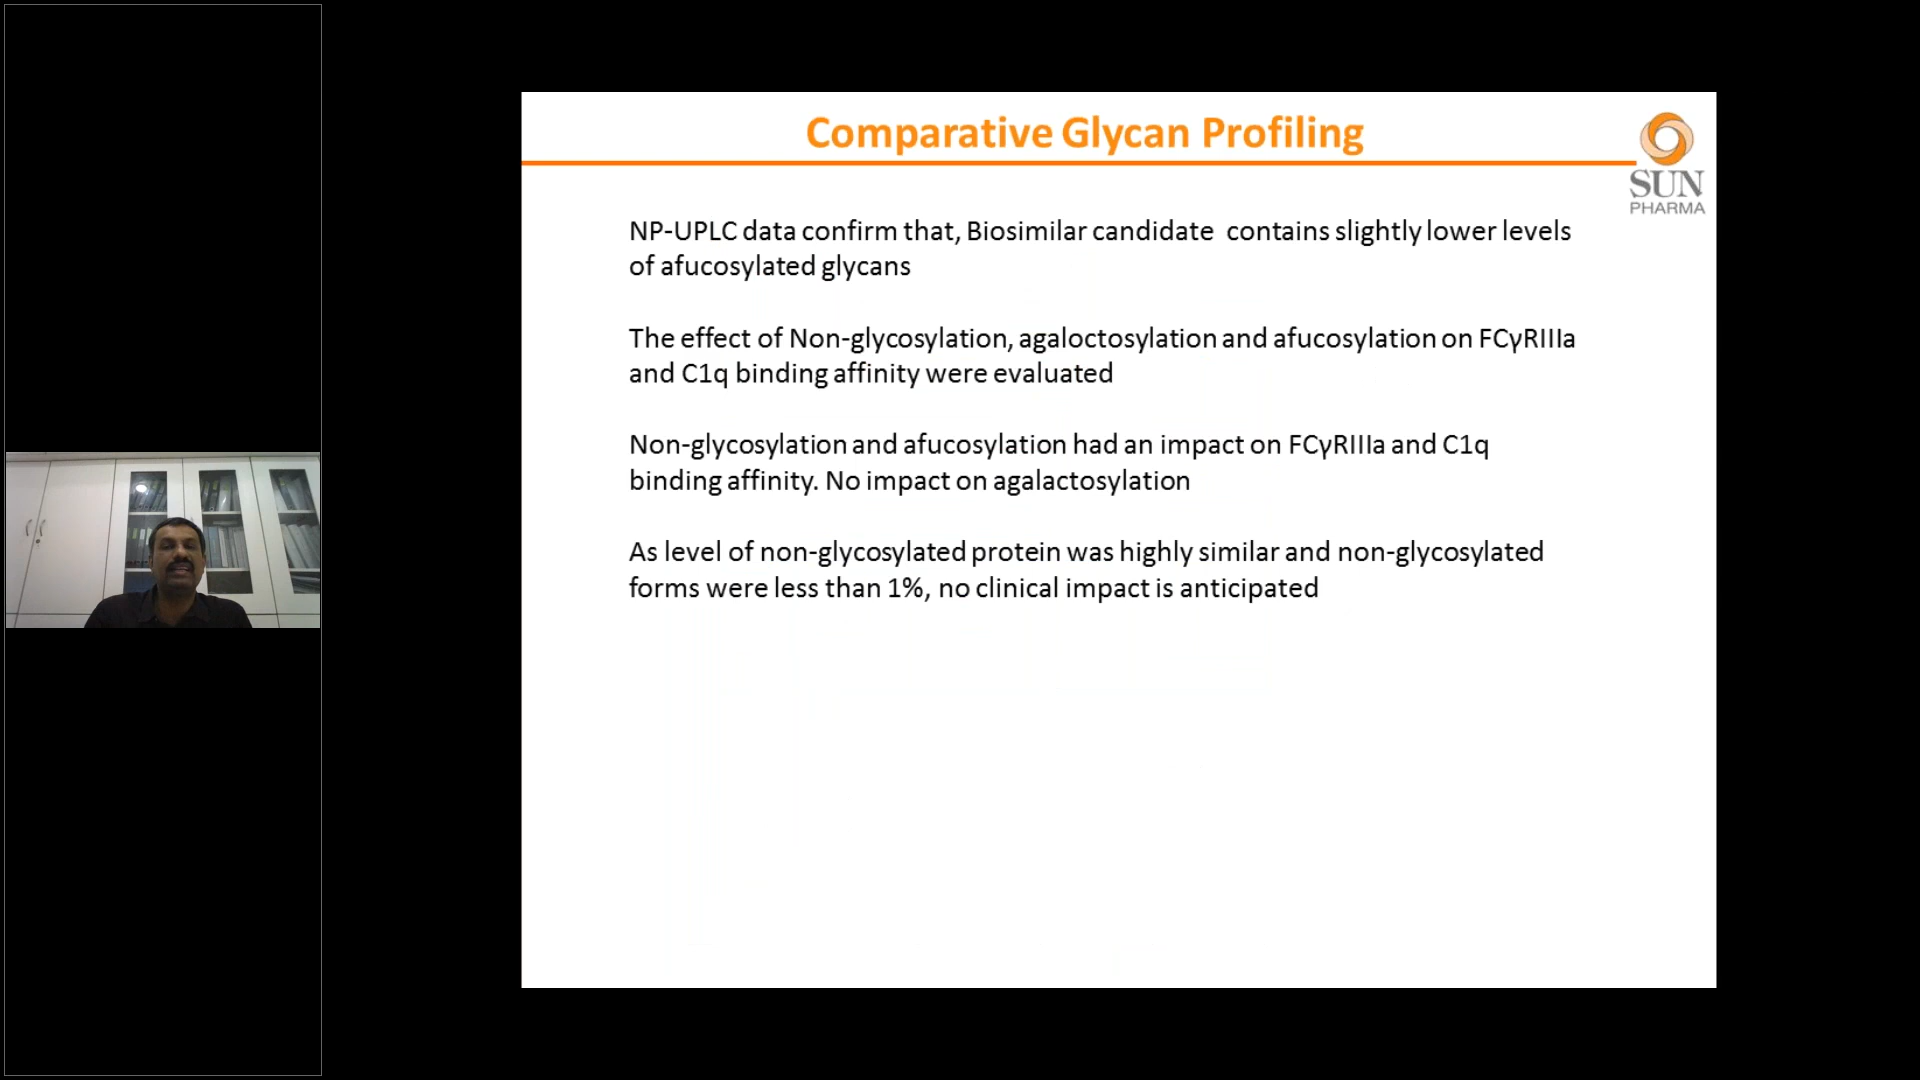 Comparative Glycan Profiling
SUN
PHARMA
NP-UPLC data confirm that, Biosimilar candidate contains slightly lower levels
of afucosylated glycans
The effect of Non-glycosylation, agaloctosylation and afucosylation on FCγRIIIa
and C1q binding affinity were evaluated
Non-glycosylation and afucosylation had an impact on FCγRIIIa and C1q
binding affinity. No impact on agalactosylation
As level of non-glycosylated protein was highly similar and non-glycosylated
forms were less than 1%, no clinical impact is anticipated